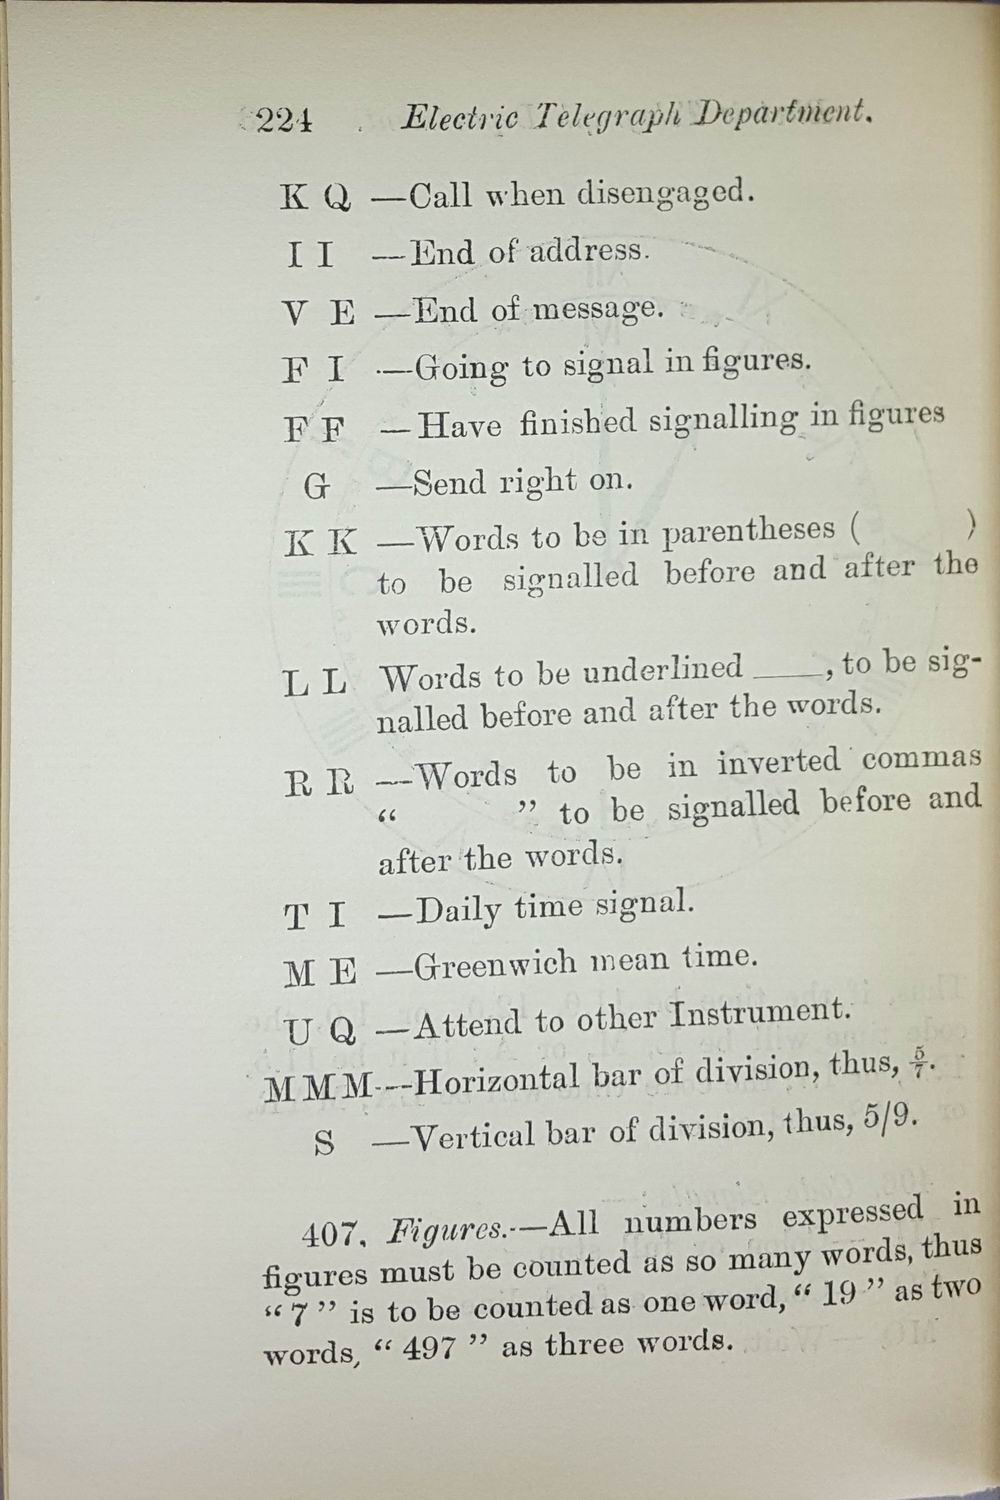 224 Electric Telegraph Department.
K Q —Call when disengaged.
I I —End of address.
V E —End of message.
F I —Going to signal in figures.
F F —Have finished signalling in figures
G —Send right on.
K K —Words to be in parentheses ( )
to be signalled before and after the
words.
L L Words to be underlined ____, to be sig-
nalled before and after the words.
R R —Words to be in inverted commas
“ ” to be signalled before and
after the words.
T I —Daily time signal.
M E —Greenwich mean time.
U Q —Attend to other Instrument.
M M M—Horizontal bar of division, thus, 5/7.
S —Vertical bar of division, thus, 5/9.
407. Figures.—All numbers expressed in
figures must be counted as so many words, thus
“ 7 ” is to be counted as one word, “ 19 ” as two
words, “ 497 ” as three words.